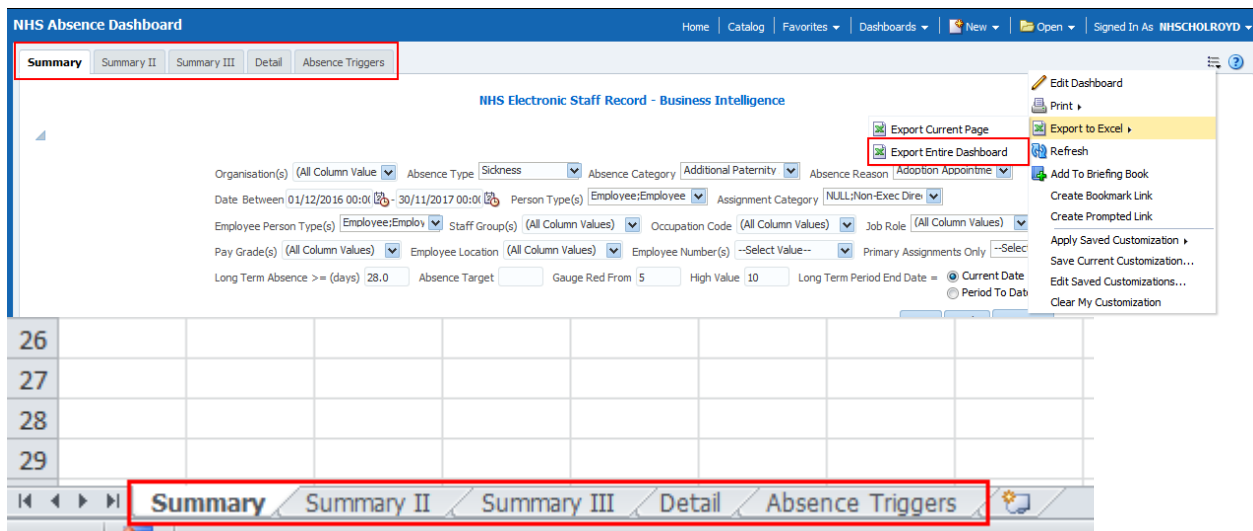 NHS Absence Dashboard Home Catalog Favorites Dashboards New Open Signed In As NHSCHOLROYD
Summary Summary II Summary III Detail Absence Triggers
Edit Dashboard
NHS Electronic Staff Record - Business Intelligence
Print
Export Current Page Export to Excel
Export Entire Dashboard Refresh
Organisation(s) (All Column Value Absence Type Sickness Absence Category Additional Paternity Absence Reason Adoption Appointme Add To Briefing Book
Date Between 01/12/2016 00:0( - 30/11/2017 00:0( Person Type(s) Employee;Employee Assignment Category NULL;Non-Exec Dire( Create Bookmark Link
Create Prompted Link
Employee Person Type(s) Employee;Employ Staff Group(s) (All Column Values) Occupation Code (All Column Values) Job Role (All Column Values)
Apply Saved Customization
Pay Grade(s) (All Column Values) Employee Location (All Column Values) Employee Number(s) --Select Value-- Primary Assignments Only --Selec
Save Current Customization...
Long Term Absence >= (days) 28.0 Absence Target Gauge Red From 5 High Value 10 Long Term Period End Date = Current Date
Edit Saved Customizations...
Period To Dat
Clear My Customization
26
27
28
29
Summary Summary II Summary III Detail Absence Triggers